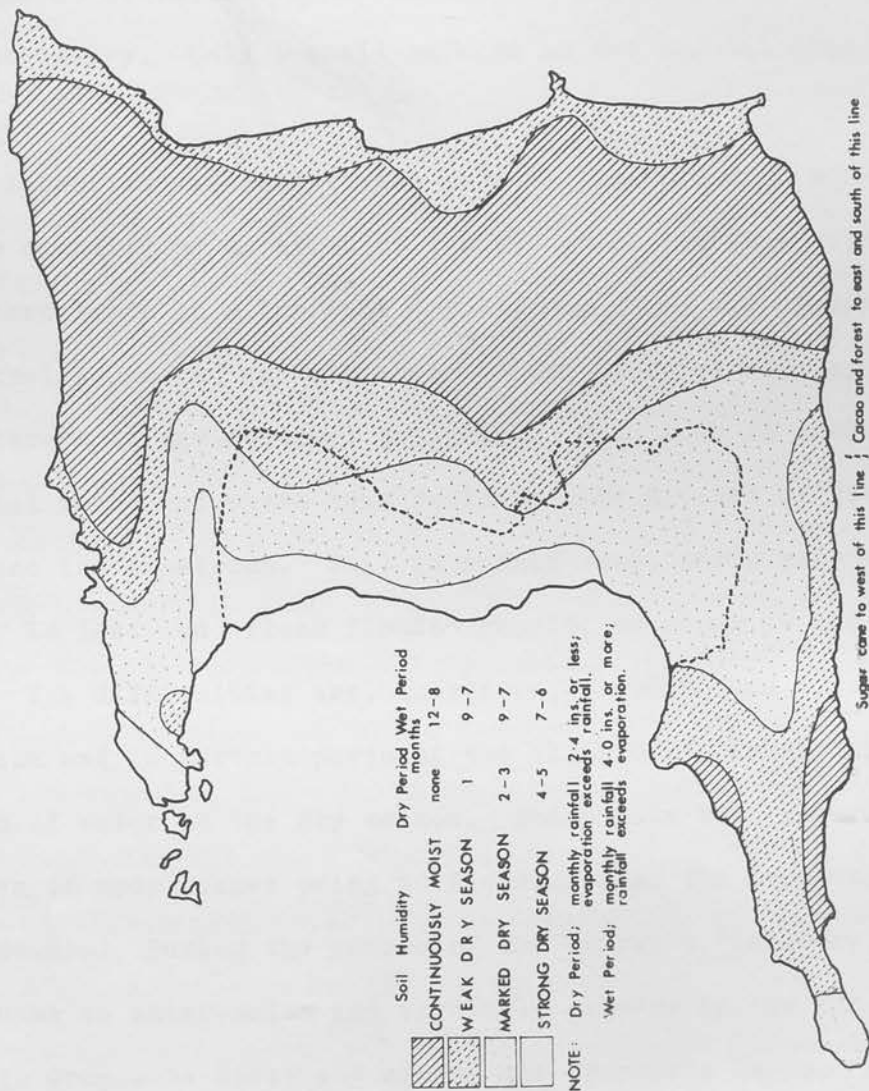 Soil Humidity Dry Period Wet Period
months
CONTINUOUSLY MOIST none 12-8
WEAK DRY SEASON 1 9-7
MARKED DRY SEASON 2-3 9-7
STRONG DRY SEASON 4-5 7-6
NOTE: Dry Period; monthly rainfall 2·4 ins. or less;
evaporation exceeds rainfall.
Wet Period; monthly rainfall 4·0 ins. or more;
rainfall exceeds evaporation.
Sugar cane to west of this line ¦ Cacao and forest to east and south of this line